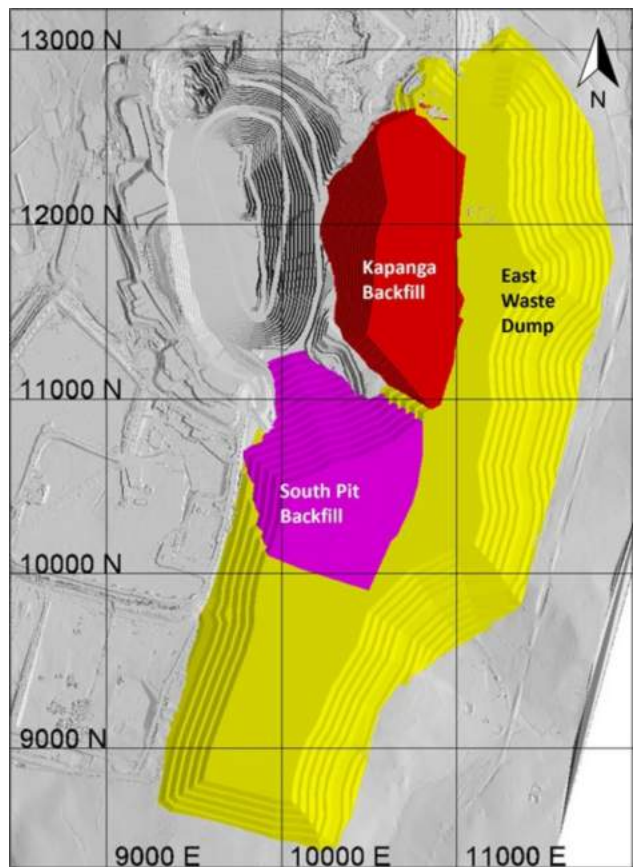 13000 N
N
12000 N
Kapanga
Backfill
East
Waste
Dump
11000 N
South Pit
Backfill
10000 N
9000 N
9000 E
10000 E
11000 E